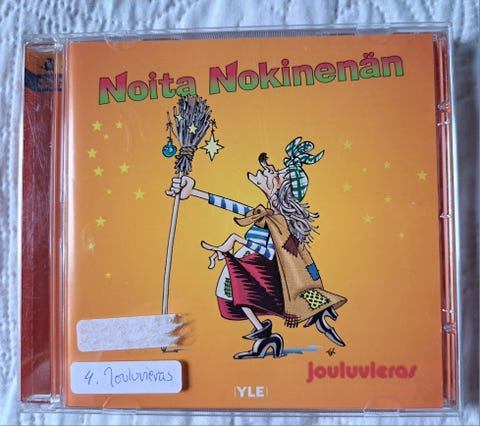 Noita Nokinenän
4. Jouluvieras
jouluvieras
YLE